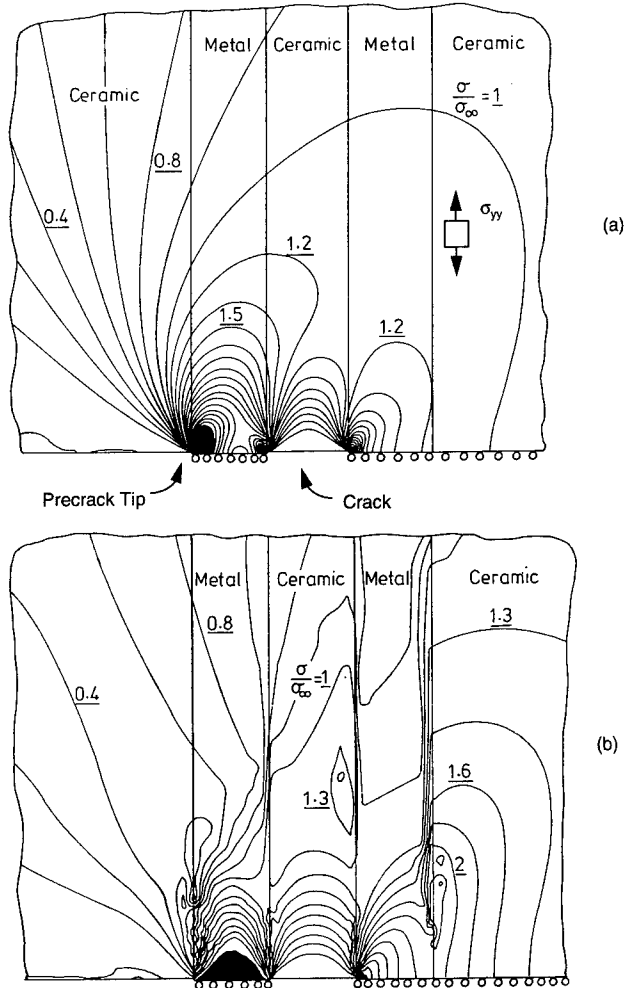 Metal Ceramic Metal Ceramic
Ceramic
σ/σ∞ = 1
0.8
0.4
σyy
(a)
1.2
1.5
1.2
Precrack Tip
Crack
Metal Ceramic Metal Ceramic
0.8
1.3
σ/σ∞ = 1
0.4
(b)
1.3
1.6
2